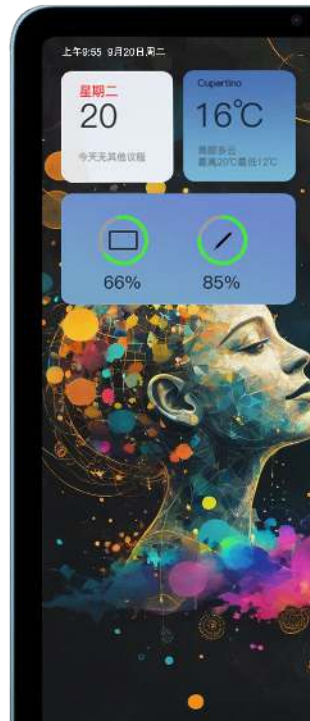 上午9:55 9月20日周二
星期二
20
今天无其他议程
Cupertino
16℃
局部多云
最高20℃最低12℃
66%
85%